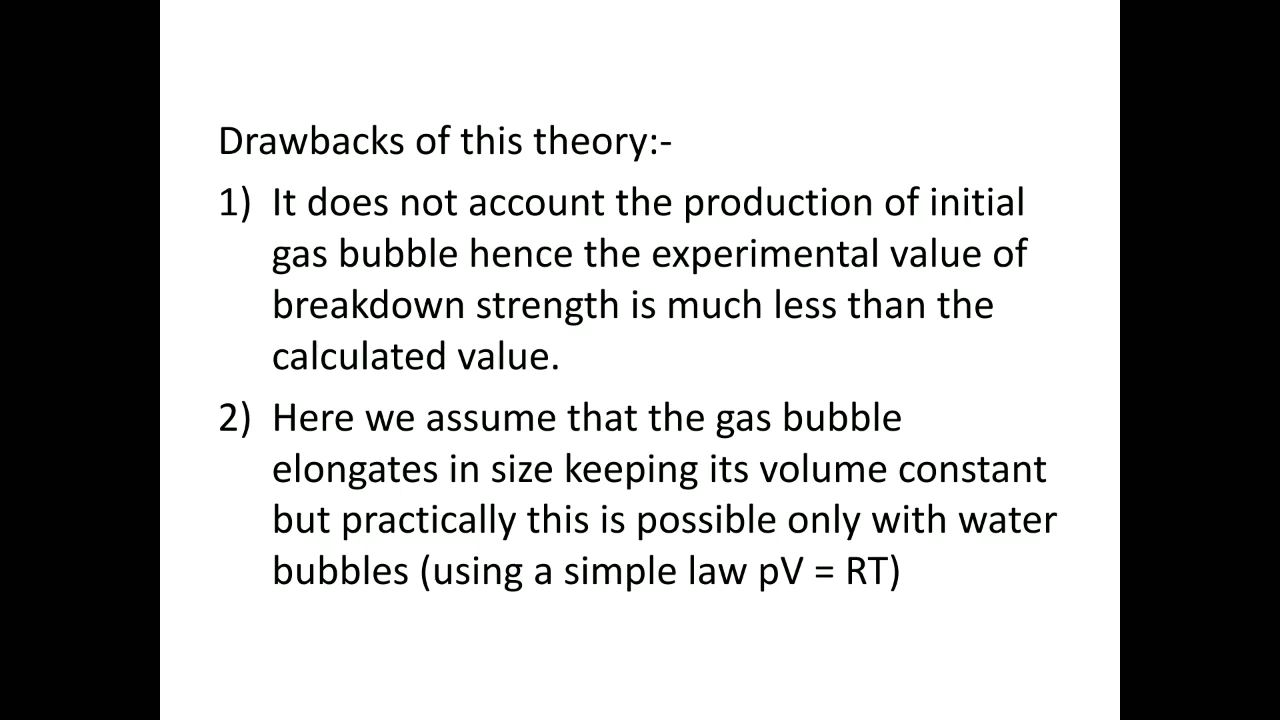 Drawbacks of this theory:-
1) It does not account the production of initial
gas bubble hence the experimental value of
breakdown strength is much less than the
calculated value.
2) Here we assume that the gas bubble
elongates in size keeping its volume constant
but practically this is possible only with water
bubbles (using a simple law pV = RT)